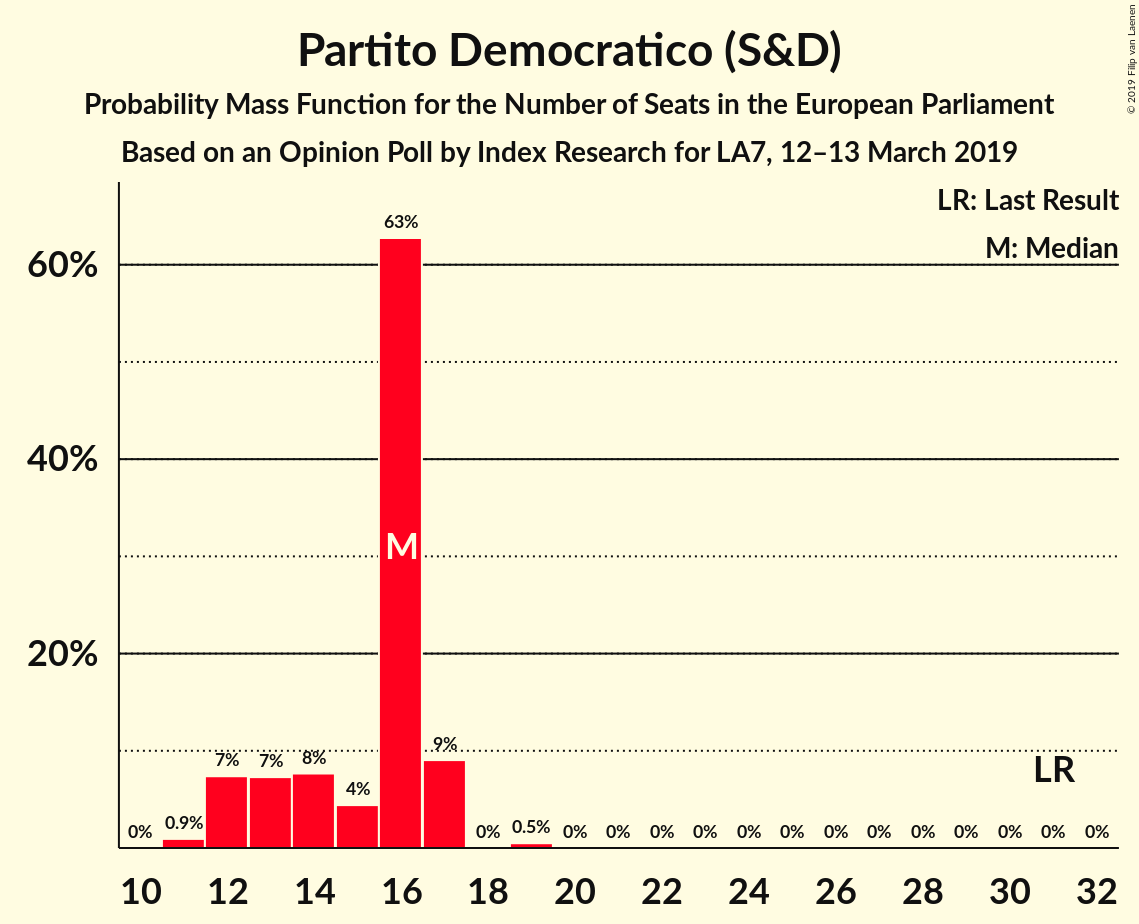 Partito Democratico (S&D)
Probability Mass Function for the Number of Seats in the European Parliament
Based on an Opinion Poll by Index Research for LA7, 12–13 March 2019
© 2019 Filip van Laenen
LR: Last Result
M: Median
60%
40%
20%
0%
0.9%
7%
7%
8%
4%
63%
M
9%
0%
0.5%
0%
0%
0%
0%
0%
0%
0%
0%
0%
0%
0%
0%
0%
LR
10 12 14 16 18 20 22 24 26 28 30 32